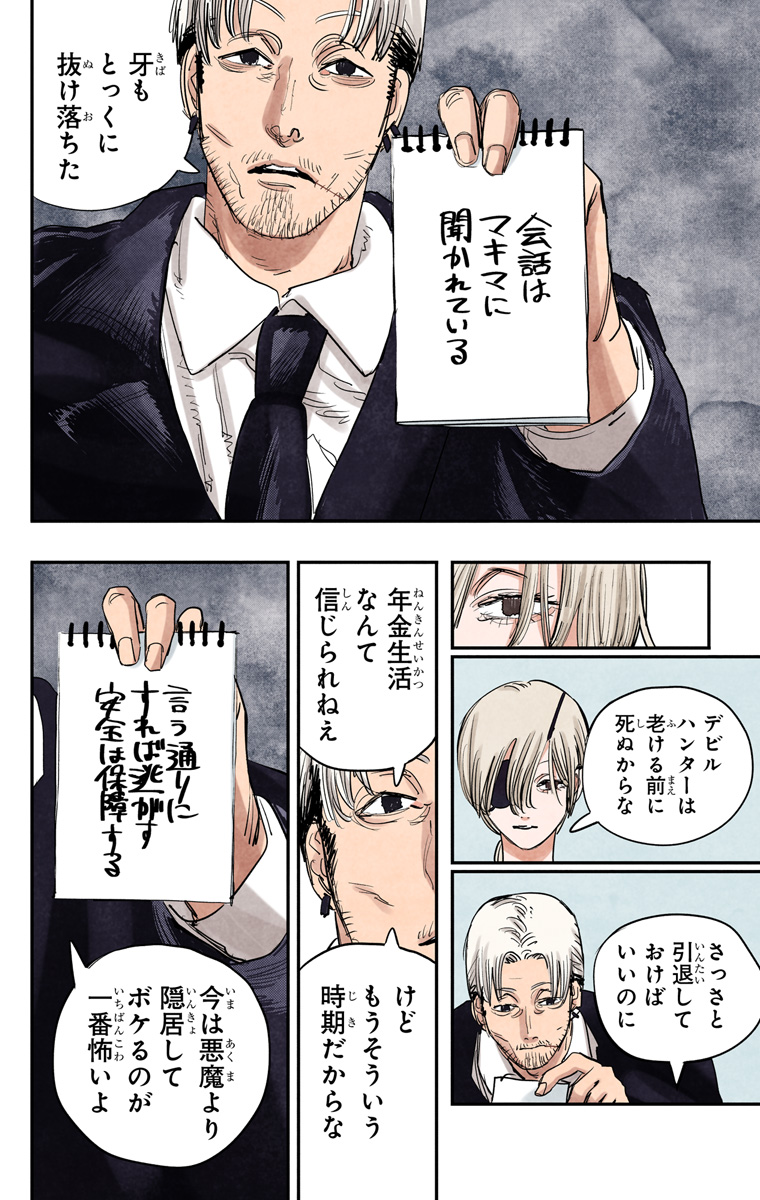 会話は
マキマに
聞かれている
牙も
とっくに
抜け落ちた
デビル
ハンターは
老ける前に
死ぬからな
さっさと
引退して
おけば
いいのに
年金生活
なんて
信じられねえ
けど
もうそういう
時期だからな
言う通りに
すれば逃がす
安全は保障する
今は悪魔より
隠居して
ボケるのが
一番怖いよ